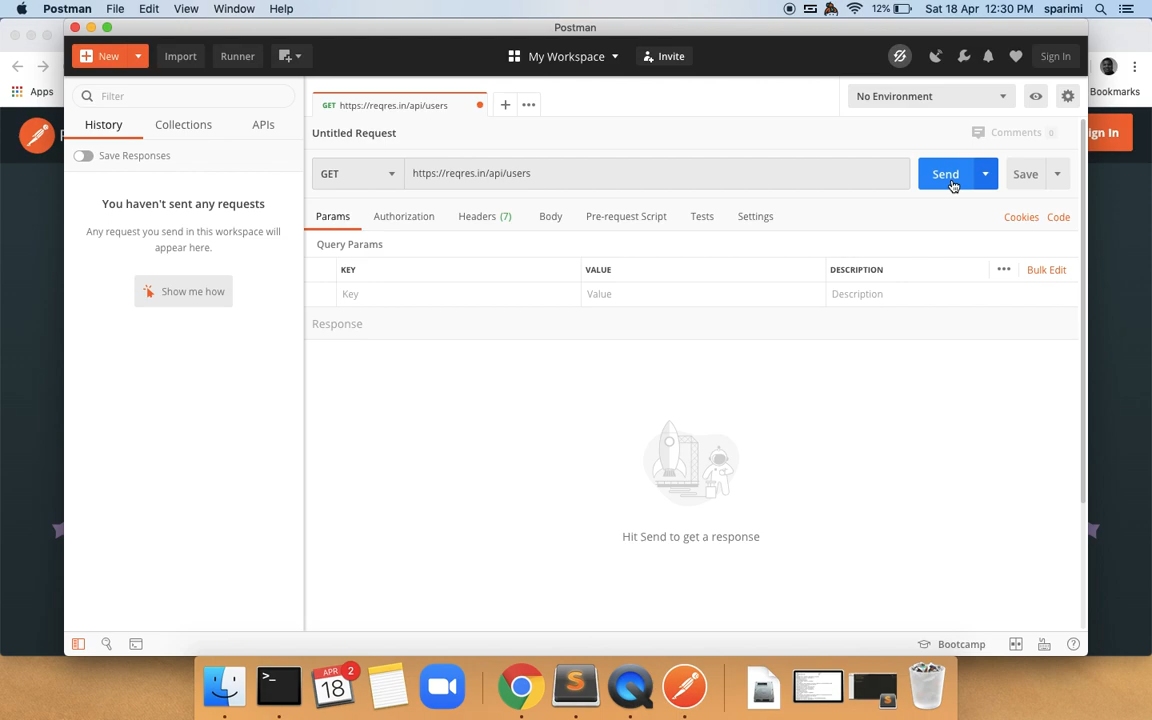 Postman File Edit View Window Help 12% Sat 18 Apr 12:30 PM sparimi
Postman
New Import Runner My Workspace Invite Sign In
Apps
Bookmarks
Filter
GET https://reqres.in/api/users
No Environment
History Collections APIs
Untitled Request
Comments 0
Save Responses
GET https://reqres.in/api/users Send Save
You haven't sent any requests
Any request you send in this workspace will
appear here.
Show me how
Params Authorization Headers (7) Body Pre-request Script Tests Settings Cookies Code
Query Params
KEY VALUE DESCRIPTION Bulk Edit
Key Value Description
Response
Hit Send to get a response
Bootcamp
APR
18
2